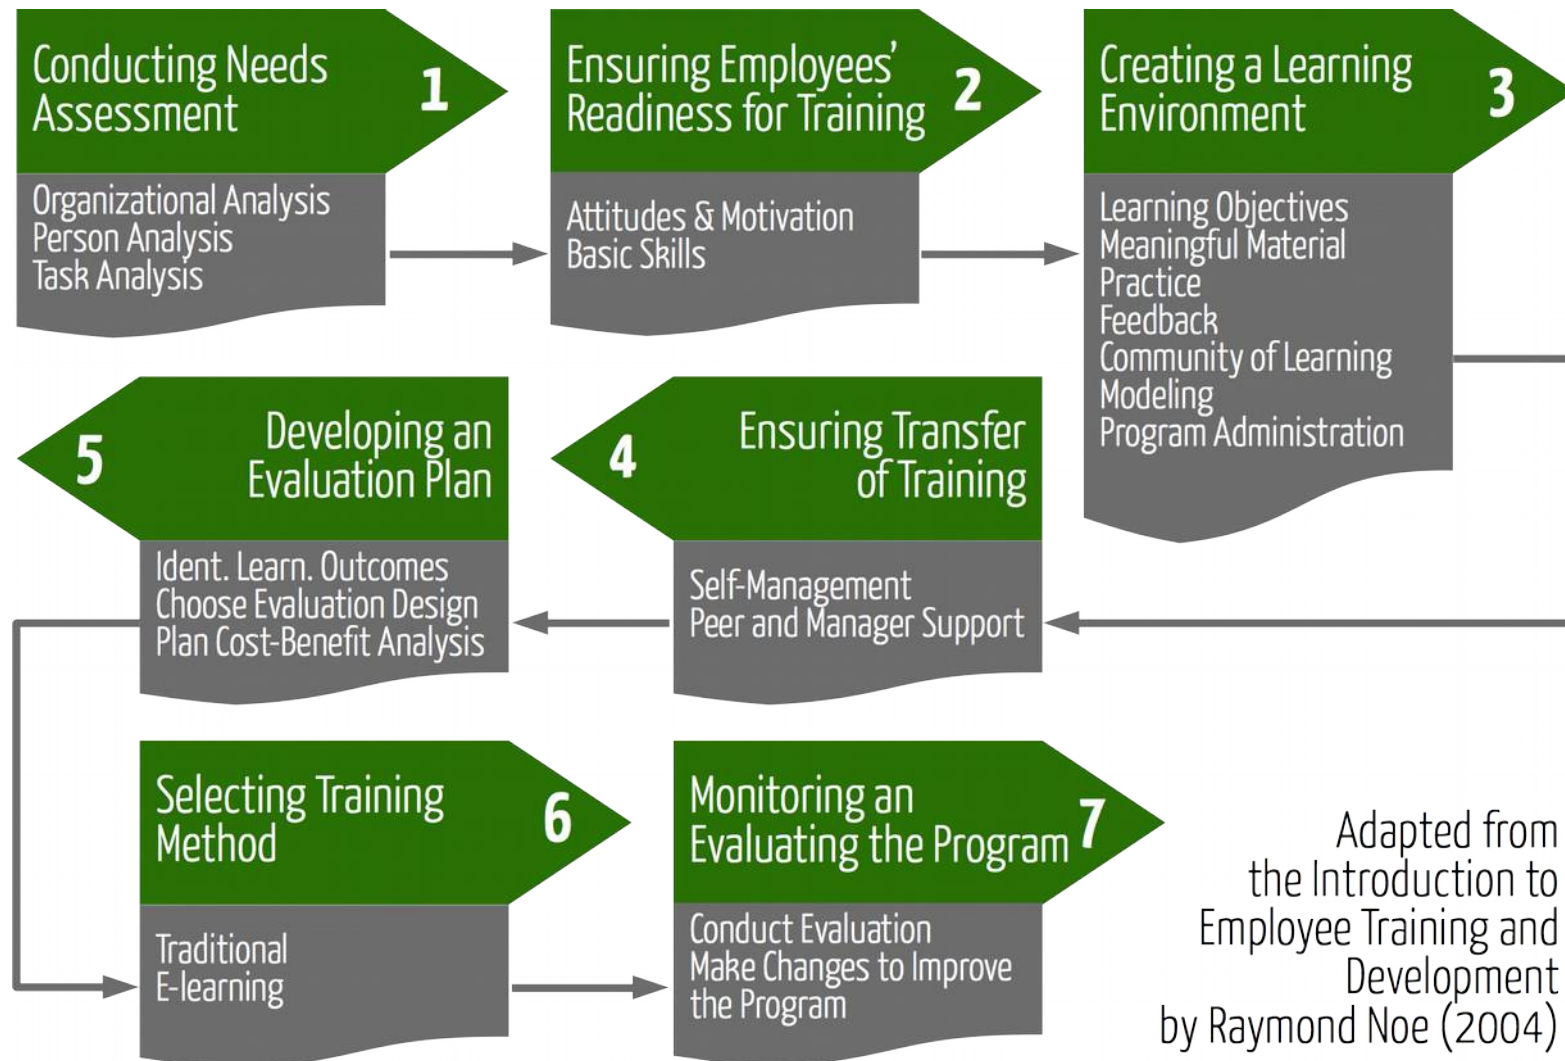 Conducting Needs
Assessment
1
Organizational Analysis
Person Analysis
Task Analysis
Ensuring Employees’
Readiness for Training
2
Attitudes & Motivation
Basic Skills
Creating a Learning
Environment
3
Learning Objectives
Meaningful Material
Practice
Feedback
Community of Learning
Modeling
Program Administration
4
Ensuring Transfer
of Training
Self-Management
Peer and Manager Support
5
Developing an
Evaluation Plan
Ident. Learn. Outcomes
Choose Evaluation Design
Plan Cost-Benefit Analysis
Selecting Training
Method
6
Traditional
E-learning
Monitoring an
Evaluating the Program
7
Conduct Evaluation
Make Changes to Improve
the Program
Adapted from
the Introduction to
Employee Training and
Development
by Raymond Noe (2004)